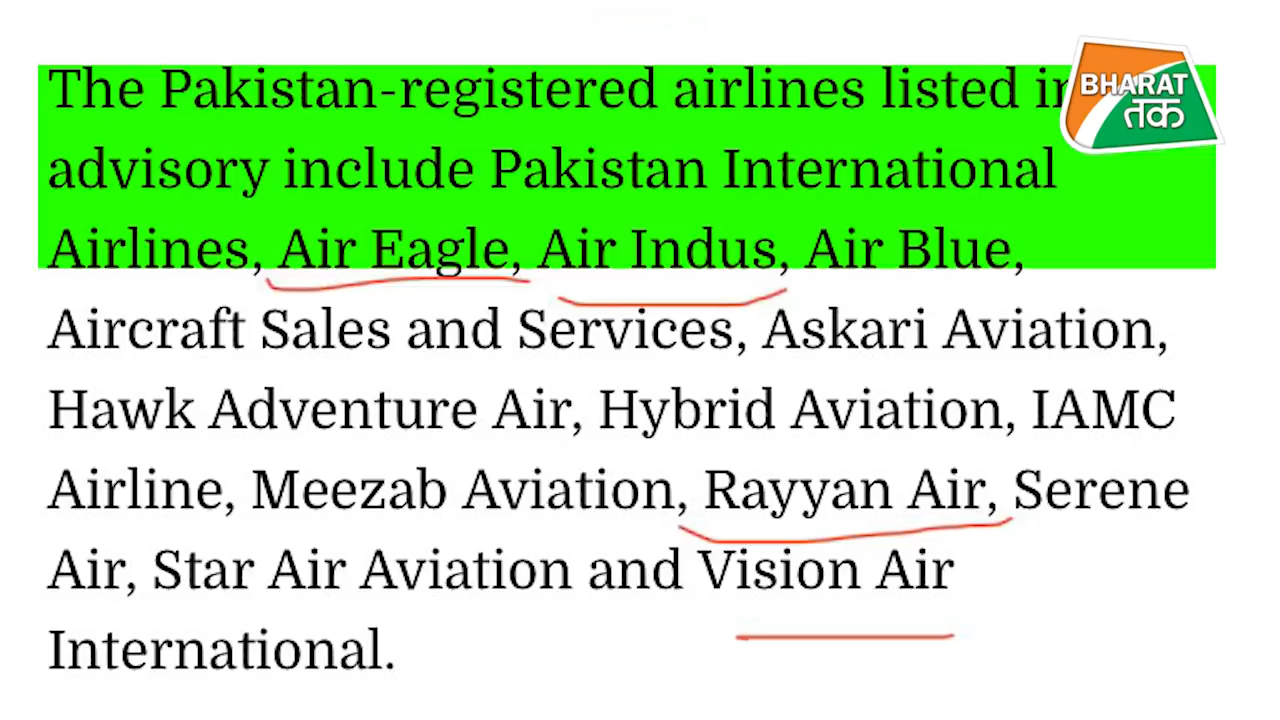 The Pakistan-registered airlines listed in
advisory include Pakistan International
Airlines, Air Eagle, Air Indus, Air Blue,
Aircraft Sales and Services, Askari Aviation,
Hawk Adventure Air, Hybrid Aviation, IAMC
Airline, Meezab Aviation, Rayyan Air, Serene
Air, Star Air Aviation and Vision Air
International.
BHARAT
तक